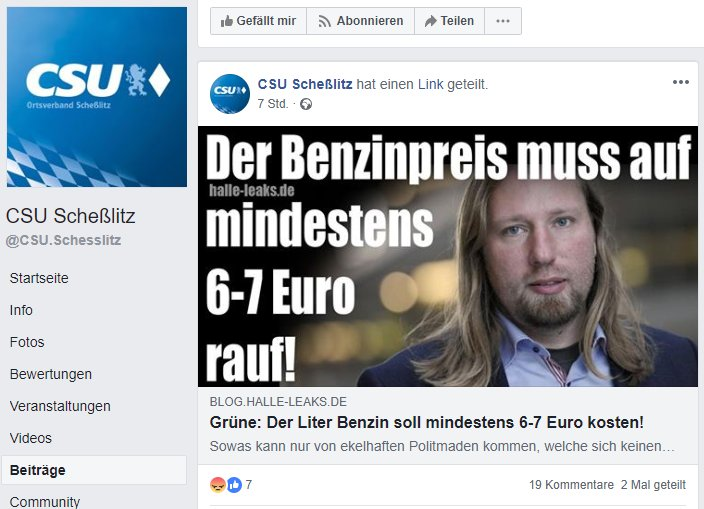 Gefällt mir
Abonnieren
Teilen
CSU
Ortsverband Scheßlitz
CSU Scheßlitz
@CSU.Schesslitz
Startseite
Info
Fotos
Bewertungen
Veranstaltungen
Videos
Beiträge
Community
CSU
CSU Scheßlitz hat einen Link geteilt.
7 Std. ·
Der Benzinpreis muss auf
halle-leaks.de
mindestens
6-7 Euro
rauf!
BLOG.HALLE-LEAKS.DE
Grüne: Der Liter Benzin soll mindestens 6-7 Euro kosten!
Sowas kann nur von ekelhaften Politmaden kommen, welche sich keinen…
7
19 Kommentare 2 Mal geteilt